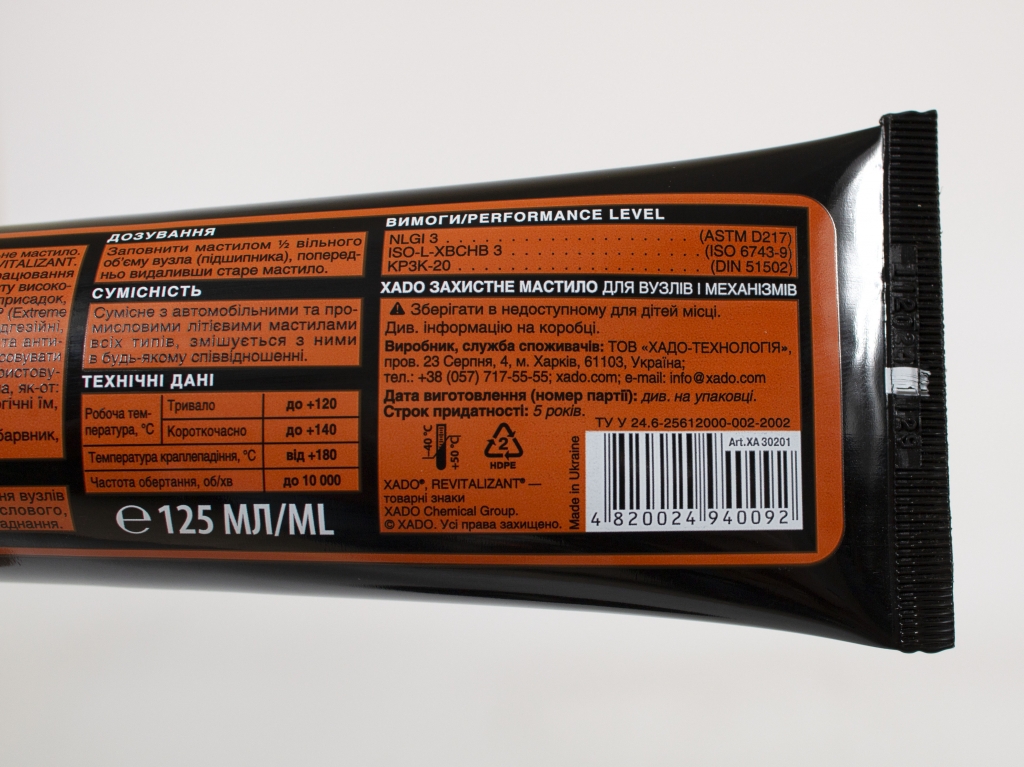 не мастило.
VITALIZANT.
рацювання
ту високо-
присадок,
P (Extreme
дгезійні,
та анти-
совувати
ристову-
а, як-от:
гічні їм,
барвник,
ня вузлів
слового,
аднання.
ДОЗУВАННЯ
Заповнити мастилом ½ вільного
об'єму вузла (підшипника), поперед-
ньо видаливши старе мастило.
СУМІСНІСТЬ
Сумісне з автомобільними та про-
мисловими літієвими мастилами
всіх типів, змішується з ними
в будь-якому співвідношенні.
ТЕХНІЧНІ ДАНІ
Робоча тем-
пература, °C
Тривало до +120
Короткочасно до +140
Температура краплепадіння, °C від +180
Частота обертання, об/хв до 10 000
℮ 125 МЛ/ML
ВИМОГИ/PERFORMANCE LEVEL
NLGI 3 (ASTM D217)
ISO-L-XBCHB 3 (ISO 6743-9)
KP3K-20 (DIN 51502)
XADO ЗАХИСТНЕ МАСТИЛО ДЛЯ ВУЗЛІВ І МЕХАНІЗМІВ
Зберігати в недоступному для дітей місці.
Див. інформацію на коробці.
Виробник, служба споживачів: ТОВ «ХАДО-ТЕХНОЛОГІЯ»,
пров. 23 Серпня, 4, м. Харків, 61103, Україна;
тел.: +38 (057) 717-55-55; xado.com; e-mail: info@xado.com
Дата виготовлення (номер партії): див. на упаковці.
Строк придатності: 5 років.
ТУ У 24.6-25612000-002-2002
-40 °C
+50 °C
2
HDPE
XADO®, REVITALIZANT® —
товарні знаки
XADO Chemical Group.
© XADO. Усі права захищено.
Made in Ukraine
Art.XA 30201
4 820024 940092